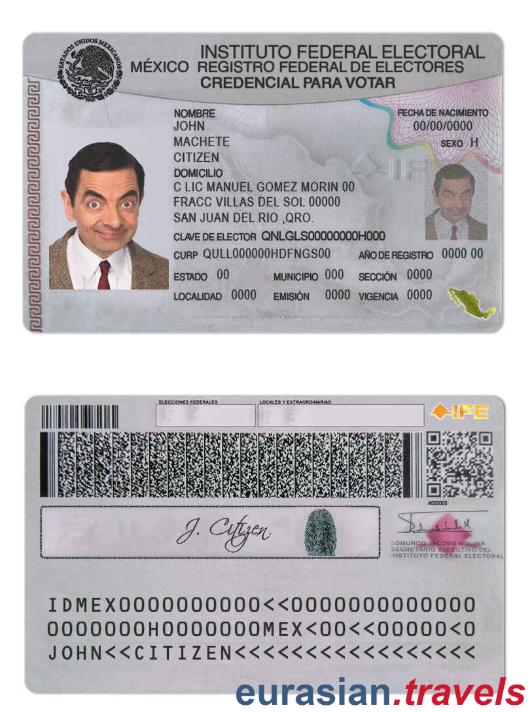 ESTADOS UNIDOS MEXICANOS
MÉXICO
INSTITUTO FEDERAL ELECTORAL
REGISTRO FEDERAL DE ELECTORES
CREDENCIAL PARA VOTAR
NOMBRE
JOHN
MACHETE
CITIZEN
FECHA DE NACIMIENTO
00/00/0000
SEXO H
DOMICILIO
C LIC MANUEL GOMEZ MORIN 00
FRACC VILLAS DEL SOL 00000
SAN JUAN DEL RIO ,QRO.
IFE
CLAVE DE ELECTOR QNLGLS00000000H000
CURP QULL000000HDFNGS00 AÑO DE REGISTRO 0000 00
ESTADO 00 MUNICIPIO 000 SECCIÓN 0000
LOCALIDAD 0000 EMISIÓN 0000 VIGENCIA 0000
ELECCIONES FEDERALES
LOCALES Y EXTRAORDINARIAS
IFE
J. Citizen
EDMUNDO JACOBO MOLINA
SECRETARIO EJECUTIVO DEL
INSTITUTO FEDERAL ELECTORAL
IDMEX0000000000<<0000000000000
0000000H0000000MEX<00<<00000<0
JOHN<<CITIZEN<<<<<<<<<<<<<<<<<
eurasian.travels